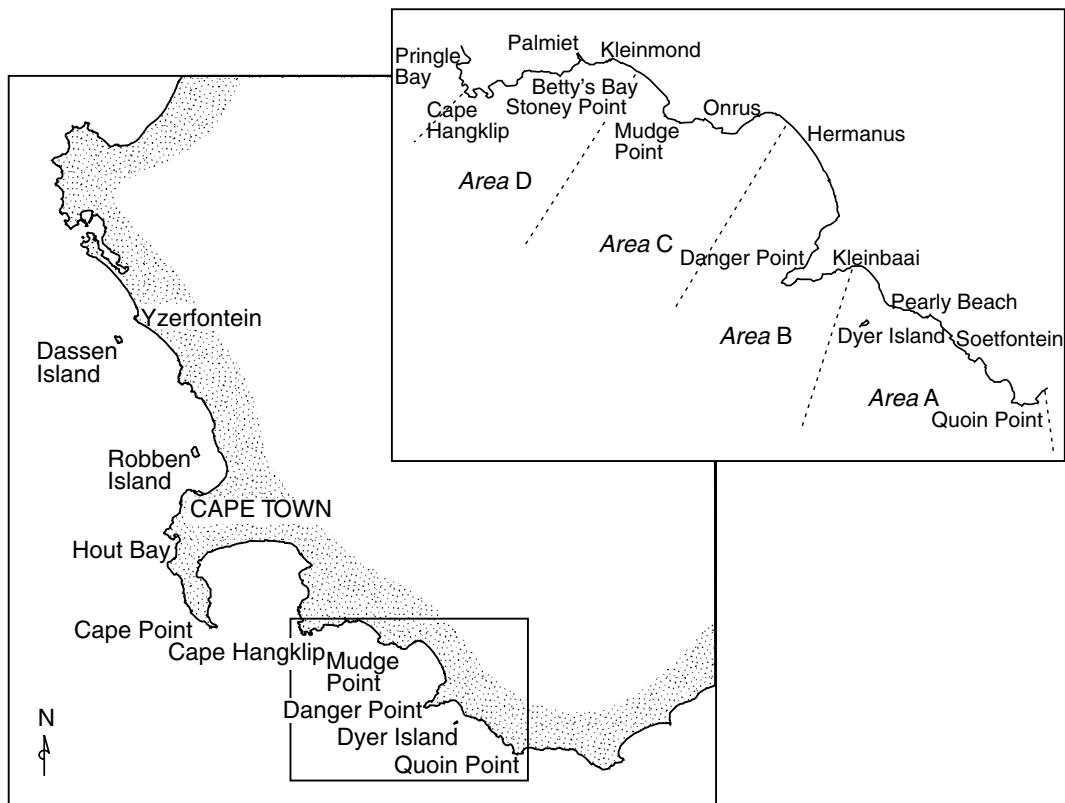 Pringle
Bay
Palmiet
Kleinmond
Betty's Bay
Stoney Point
Cape
Hangklip
Mudge
Point
Onrus
Hermanus
Area D
Area C
Danger Point
Kleinbaai
Pearly Beach
Area B
Dyer Island
Soetfontein
Area A
Quoin Point
Yzerfontein
Dassen
Island
Robben
Island
CAPE TOWN
Hout Bay
Cape Point
Cape Hangklip
Mudge
Point
Danger Point
Dyer Island
Quoin Point
N